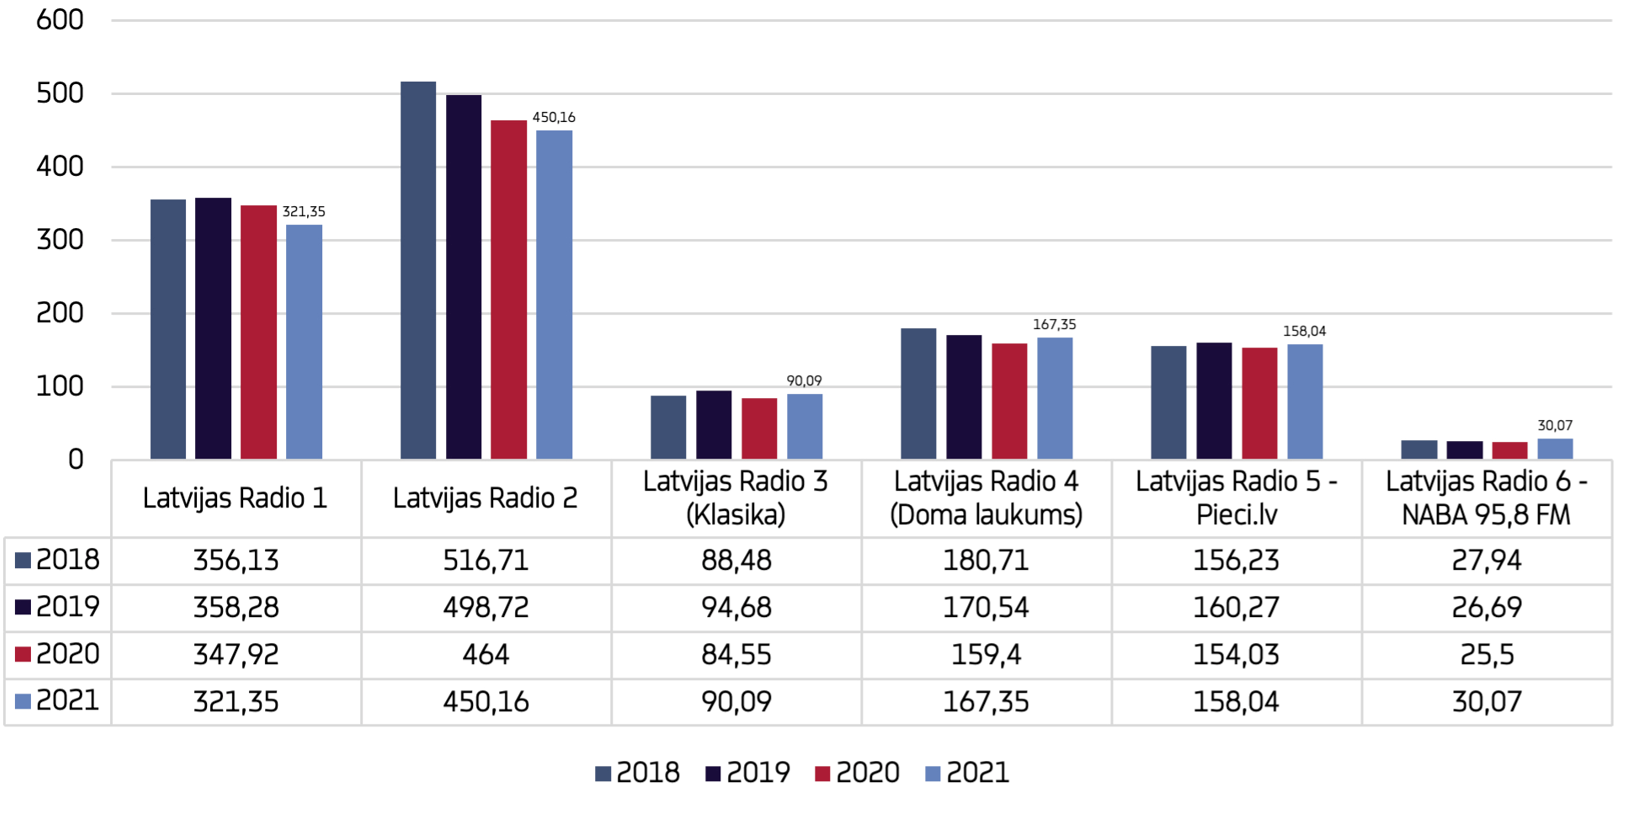 600
500
400
300
200
100
0
321,35
450,16
90,09
167,35
158,04
30,07
Latvijas Radio 1
Latvijas Radio 2
Latvijas Radio 3
(Klasika)
Latvijas Radio 4
(Doma laukums)
Latvijas Radio 5 -
Pieci.lv
Latvijas Radio 6 -
NABA 95,8 FM
2018 356,13 516,71 88,48 180,71 156,23 27,94
2019 358,28 498,72 94,68 170,54 160,27 26,69
2020 347,92 464 84,55 159,4 154,03 25,5
2021 321,35 450,16 90,09 167,35 158,04 30,07
2018 2019 2020 2021